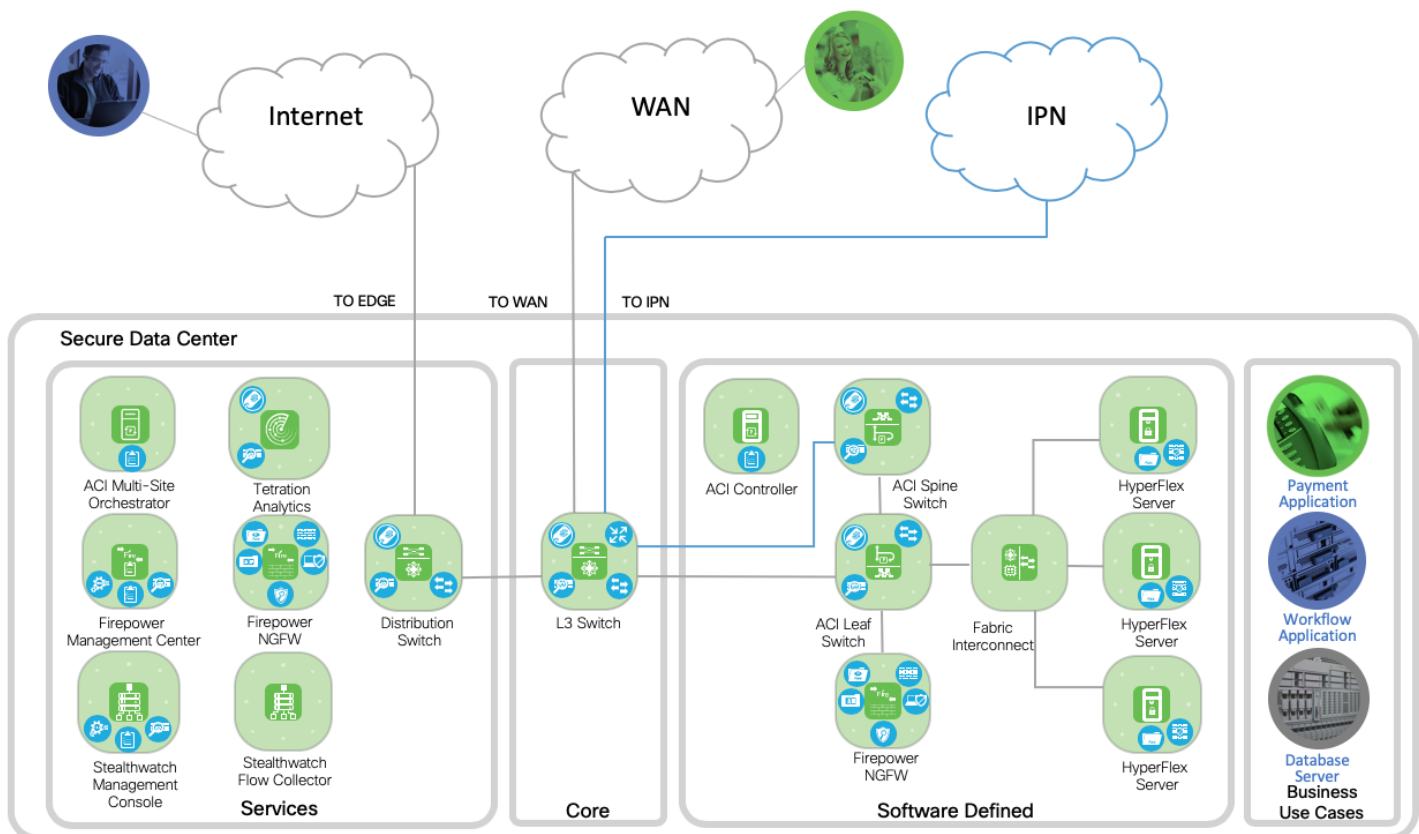 Internet
WAN
IPN
TO EDGE
TO WAN
TO IPN
Secure Data Center
ACI Multi-Site
Orchestrator
Tetration
Analytics
Firepower
Management Center
Firepower
NGFW
Distribution
Switch
Stealthwatch
Management
Console
Stealthwatch
Flow Collector
Services
L3 Switch
Core
ACI Controller
ACI Spine
Switch
ACI Leaf
Switch
Fabric
Interconnect
Firepower
NGFW
HyperFlex
Server
HyperFlex
Server
HyperFlex
Server
Software Defined
Payment
Application
Workflow
Application
Database
Server
Business
Use Cases